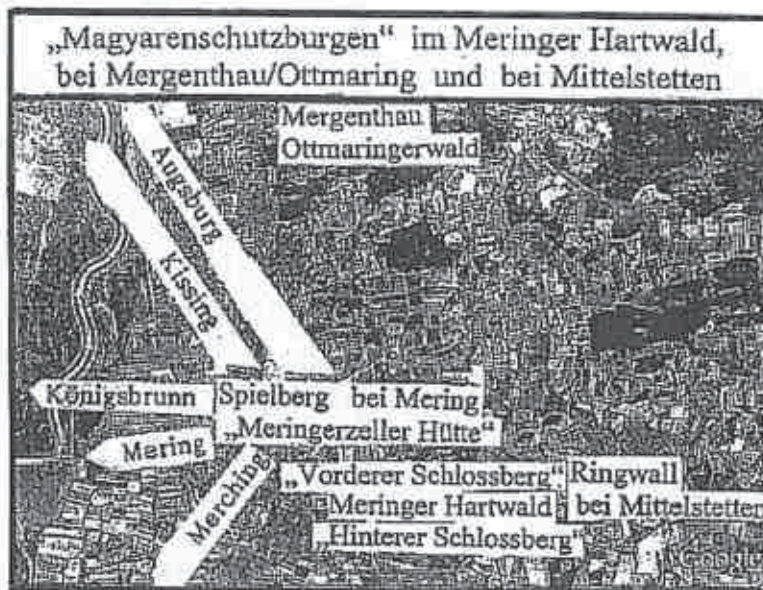 „Magyarenschutzburgen“ im Meringer Hartwald,
bei Mergenthau/Ottmaring und bei Mittelstetten
Mergenthau
Ottmaringerwald
Augsburg
Kissing
Königsbrunn
Spielberg bei Mering
„Meringerzeller Hütte“
Mering
Merching
„Vorderer Schlossberg“
Meringer Hartwald
„Hinterer Schlossberg“
Ringwall
bei Mittelstetten
Google